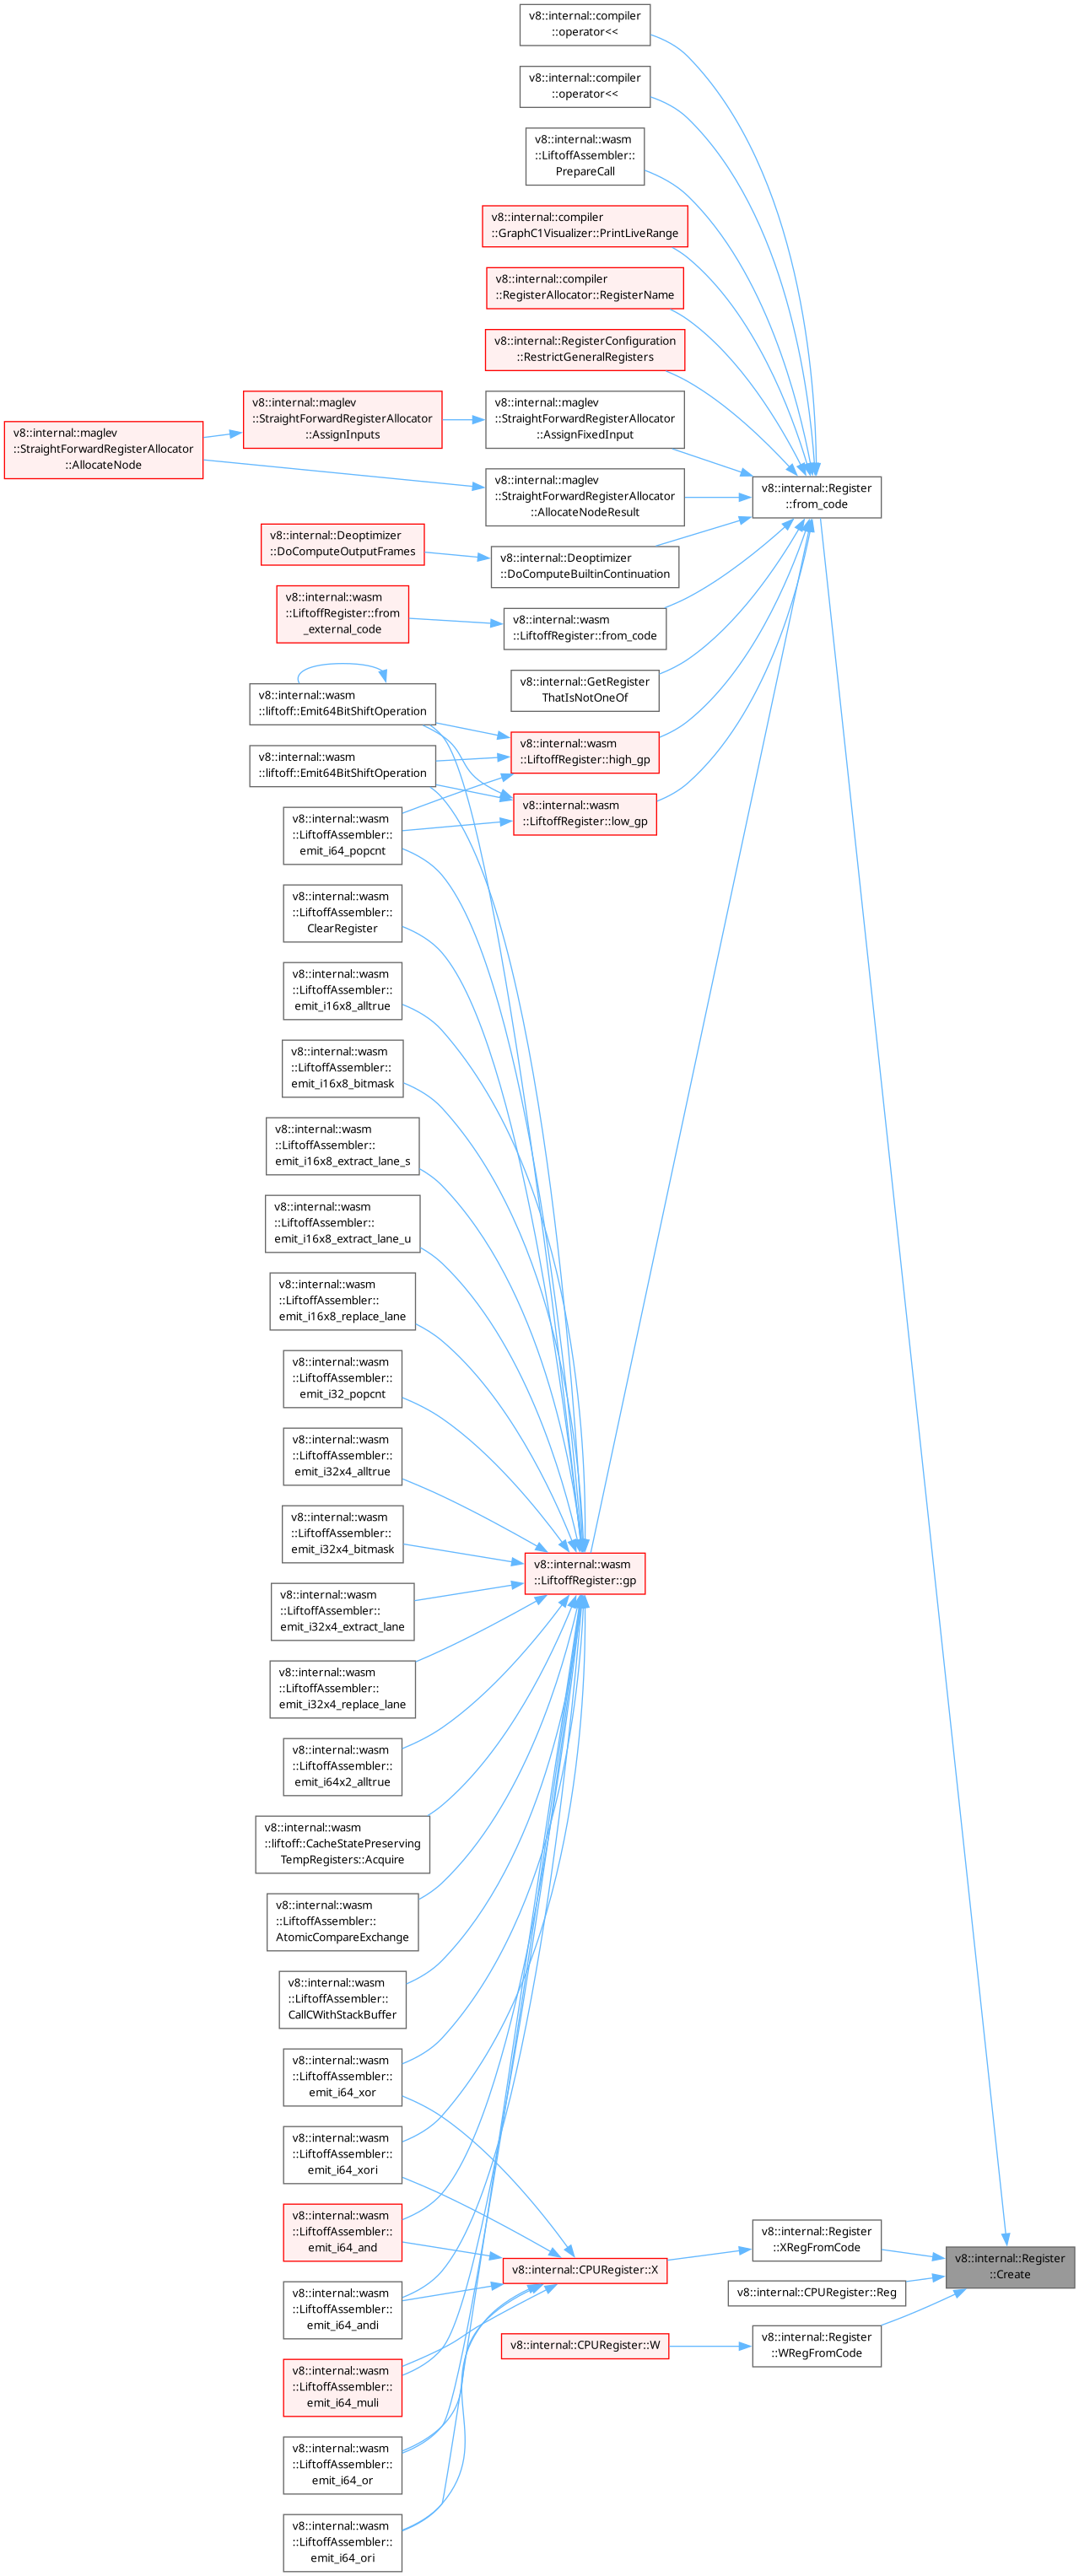 v8::internal::compiler
::operator<<
v8::internal::compiler
::operator<<
v8::internal::wasm
::LiftoffAssembler::
PrepareCall
v8::internal::compiler
::GraphC1Visualizer::PrintLiveRange
v8::internal::compiler
::RegisterAllocator::RegisterName
v8::internal::RegisterConfiguration
::RestrictGeneralRegisters
v8::internal::maglev
::StraightForwardRegisterAllocator
::AssignFixedInput
v8::internal::maglev
::StraightForwardRegisterAllocator
::AssignInputs
v8::internal::maglev
::StraightForwardRegisterAllocator
::AllocateNode
v8::internal::maglev
::StraightForwardRegisterAllocator
::AllocateNodeResult
v8::internal::Register
::from_code
v8::internal::Deoptimizer
::DoComputeOutputFrames
v8::internal::Deoptimizer
::DoComputeBuiltinContinuation
v8::internal::wasm
::LiftoffRegister::from
_external_code
v8::internal::wasm
::LiftoffRegister::from_code
v8::internal::GetRegister
ThatIsNotOneOf
v8::internal::wasm
::liftoff::Emit64BitShiftOperation
v8::internal::wasm
::LiftoffRegister::high_gp
v8::internal::wasm
::liftoff::Emit64BitShiftOperation
v8::internal::wasm
::LiftoffRegister::low_gp
v8::internal::wasm
::LiftoffAssembler::
emit_i64_popcnt
v8::internal::wasm
::LiftoffAssembler::
ClearRegister
v8::internal::wasm
::LiftoffAssembler::
emit_i16x8_alltrue
v8::internal::wasm
::LiftoffAssembler::
emit_i16x8_bitmask
v8::internal::wasm
::LiftoffAssembler::
emit_i16x8_extract_lane_s
v8::internal::wasm
::LiftoffAssembler::
emit_i16x8_extract_lane_u
v8::internal::wasm
::LiftoffAssembler::
emit_i16x8_replace_lane
v8::internal::wasm
::LiftoffAssembler::
emit_i32_popcnt
v8::internal::wasm
::LiftoffAssembler::
emit_i32x4_alltrue
v8::internal::wasm
::LiftoffAssembler::
emit_i32x4_bitmask
v8::internal::wasm
::LiftoffRegister::gp
v8::internal::wasm
::LiftoffAssembler::
emit_i32x4_extract_lane
v8::internal::wasm
::LiftoffAssembler::
emit_i32x4_replace_lane
v8::internal::wasm
::LiftoffAssembler::
emit_i64x2_alltrue
v8::internal::wasm
::liftoff::CacheStatePreserving
TempRegisters::Acquire
v8::internal::wasm
::LiftoffAssembler::
AtomicCompareExchange
v8::internal::wasm
::LiftoffAssembler::
CallCWithStackBuffer
v8::internal::wasm
::LiftoffAssembler::
emit_i64_xor
v8::internal::wasm
::LiftoffAssembler::
emit_i64_xori
v8::internal::wasm
::LiftoffAssembler::
emit_i64_and
v8::internal::Register
::XRegFromCode
v8::internal::CPURegister::X
v8::internal::Register
::Create
v8::internal::CPURegister::Reg
v8::internal::wasm
::LiftoffAssembler::
emit_i64_andi
v8::internal::CPURegister::W
v8::internal::Register
::WRegFromCode
v8::internal::wasm
::LiftoffAssembler::
emit_i64_muli
v8::internal::wasm
::LiftoffAssembler::
emit_i64_or
v8::internal::wasm
::LiftoffAssembler::
emit_i64_ori